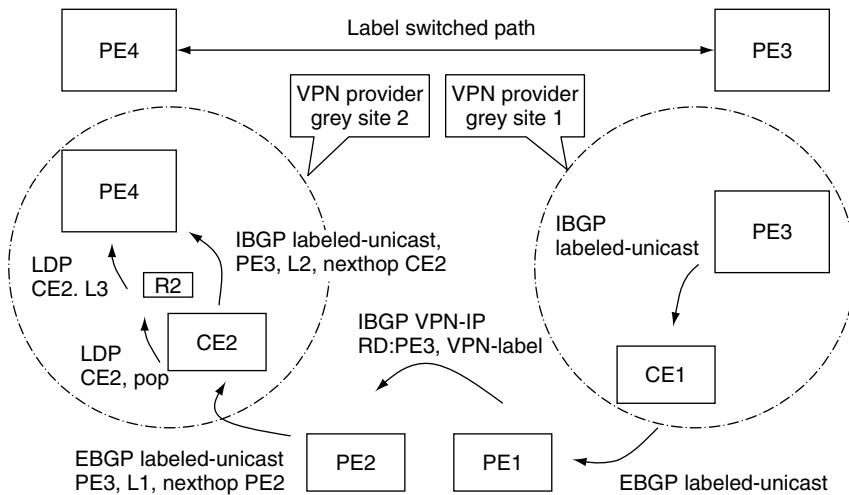 Label switched path
PE4
PE3
VPN provider
grey site 2
VPN provider
grey site 1
PE4
PE3
IBGP labeled-unicast,
PE3, L2, nexthop CE2
IBGP
labeled-unicast
LDP
CE2. L3
R2
CE2
LDP
CE2, pop
IBGP VPN-IP
RD:PE3, VPN-label
CE1
EBGP labeled-unicast
PE3, L1, nexthop PE2
PE2
PE1
EBGP labeled-unicast